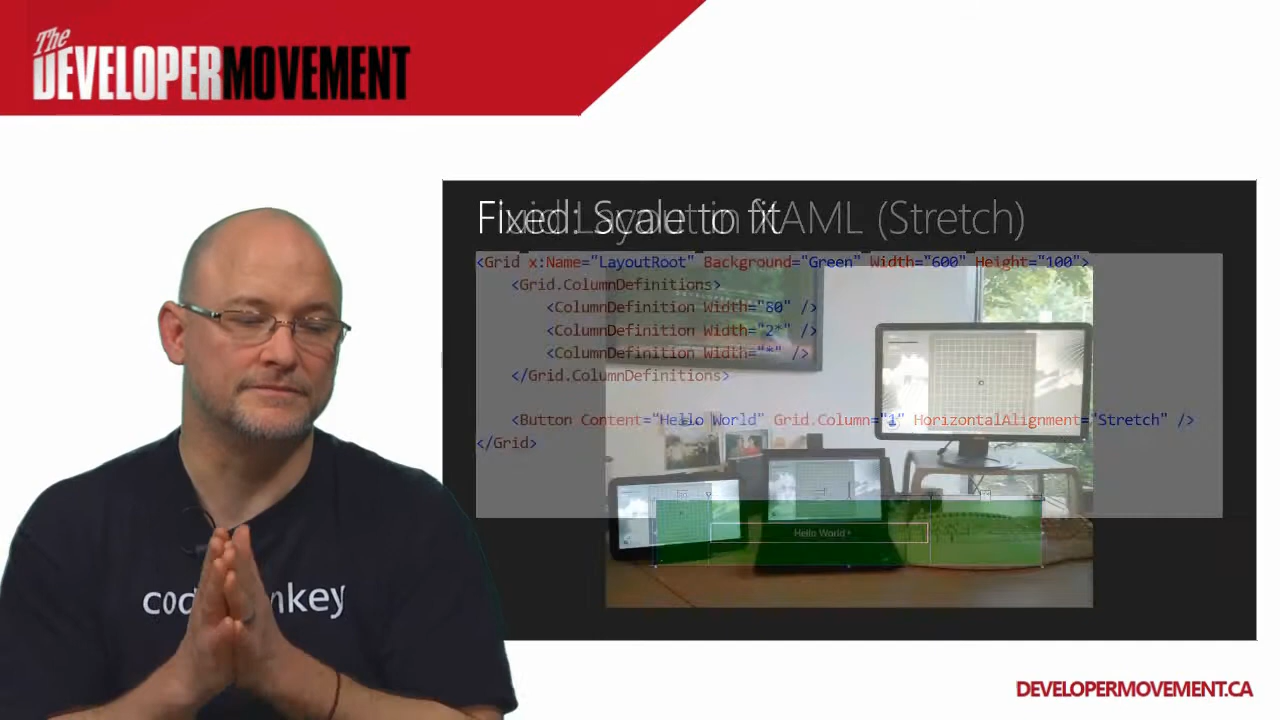 The
DEVELOPERMOVEMENT
Fixed: Scale to fit
Fluid Layout in XAML (Stretch)
<Grid x:Name="LayoutRoot" Background="Green" Width="600" Height="100">
<Grid.ColumnDefinitions>
<ColumnDefinition Width="80" />
<ColumnDefinition Width="2*" />
<ColumnDefinition Width="*" />
</Grid.ColumnDefinitions>
<Button Content="Hello World" Grid.Column="1" HorizontalAlignment="Stretch" />
</Grid>
Hello World
DEVELOPERMOVEMENT.CA